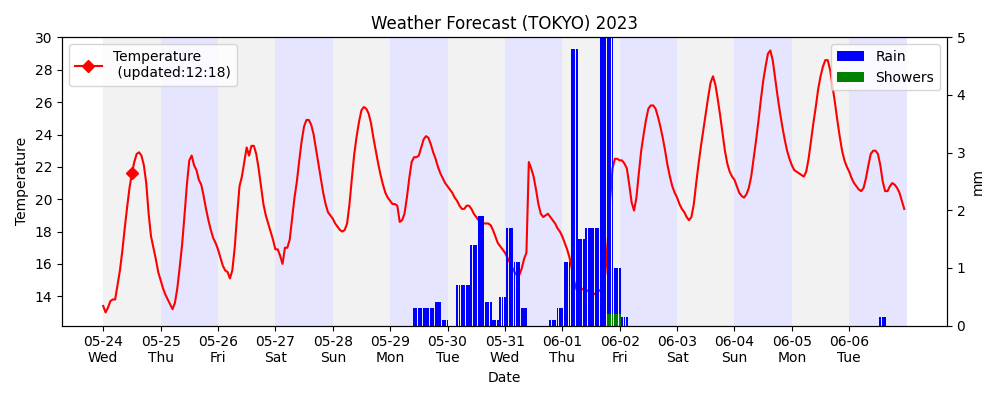 Weather Forecast (TOKYO) 2023
Temperature
(updated:12:18)
Rain
Showers
Temperature
30
28
26
24
22
20
18
16
14
5
4
3
2
1
0
mm
05-24 05-25 05-26 05-27 05-28 05-29 05-30 05-31 06-01 06-02 06-03 06-04 06-05 06-06
Wed Thu Fri Sat Sun Mon Tue Wed Thu Fri Sat Sun Mon Tue
Date